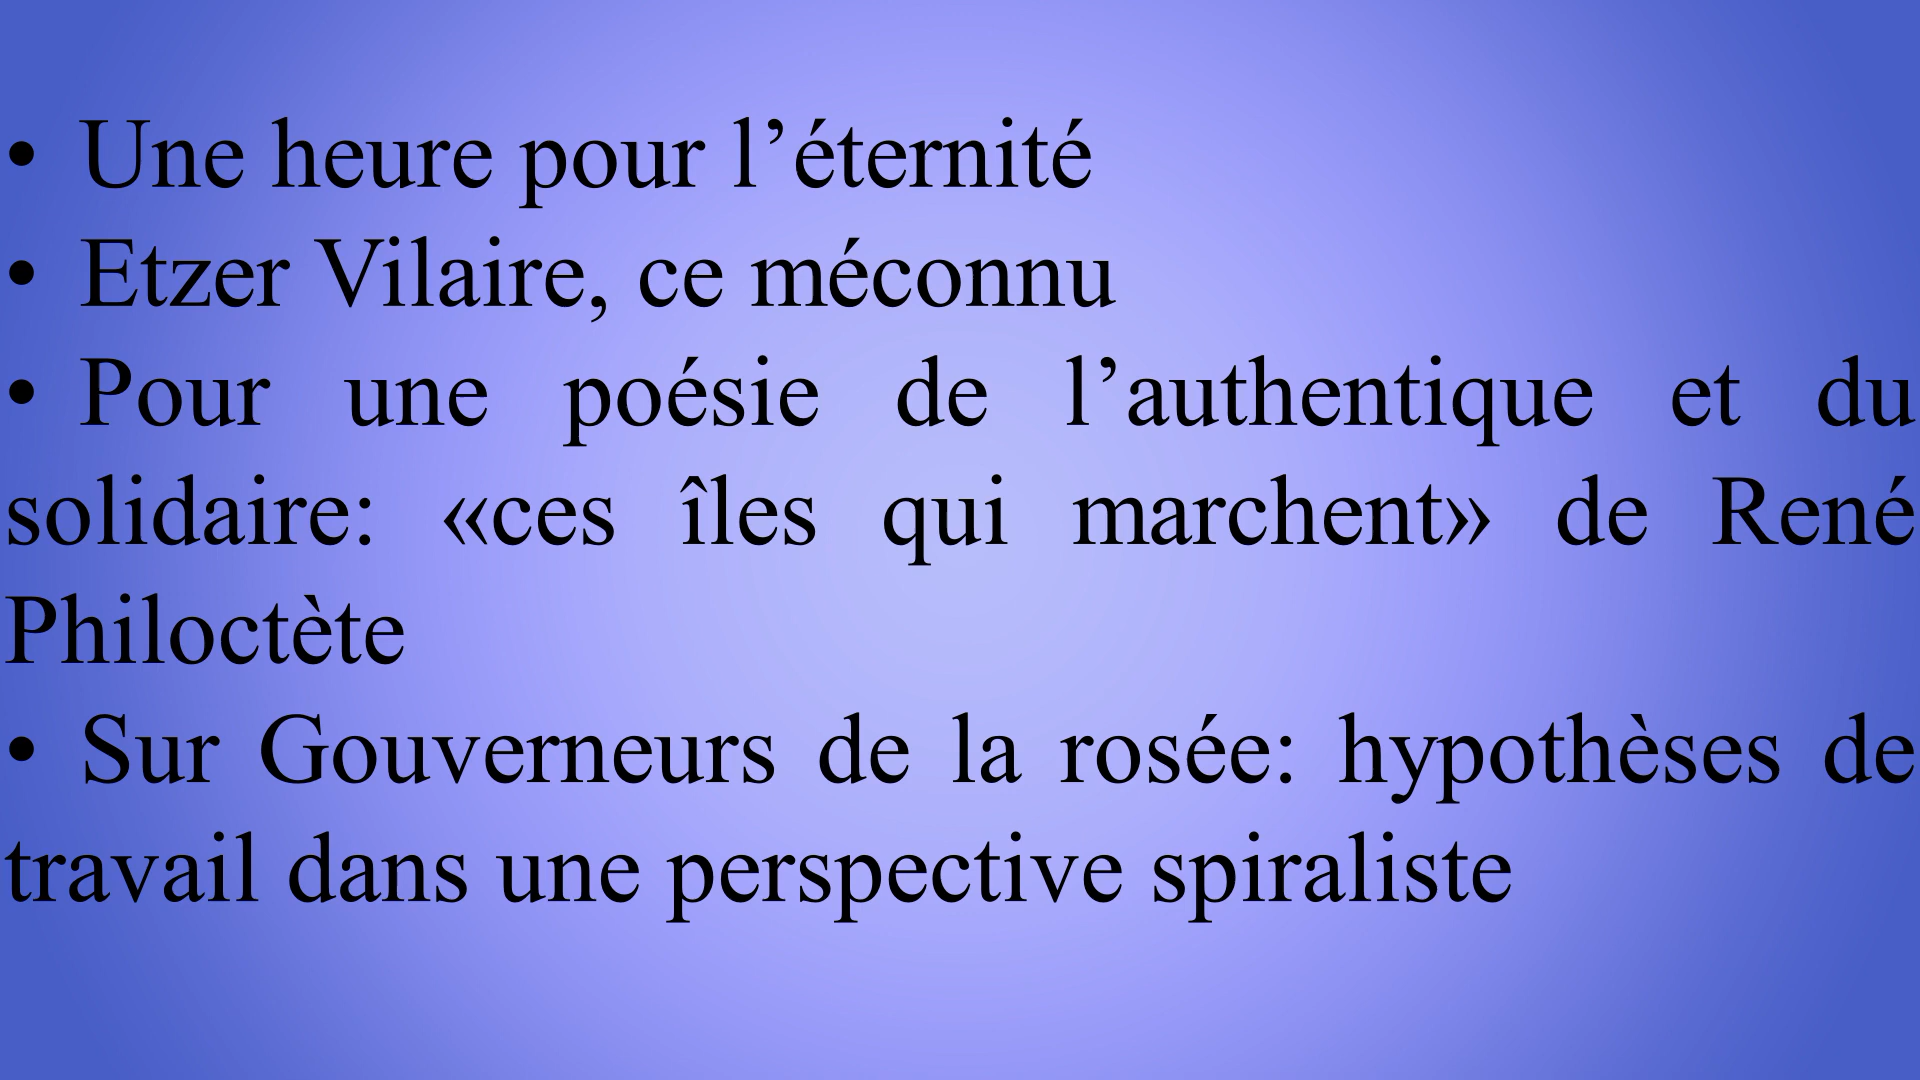 • Une heure pour l’éternité
• Etzer Vilaire, ce méconnu
• Pour une poésie de l’authentique et du
solidaire: «ces îles qui marchent» de René
Philoctète
• Sur Gouverneurs de la rosée: hypothèses de
travail dans une perspective spiraliste